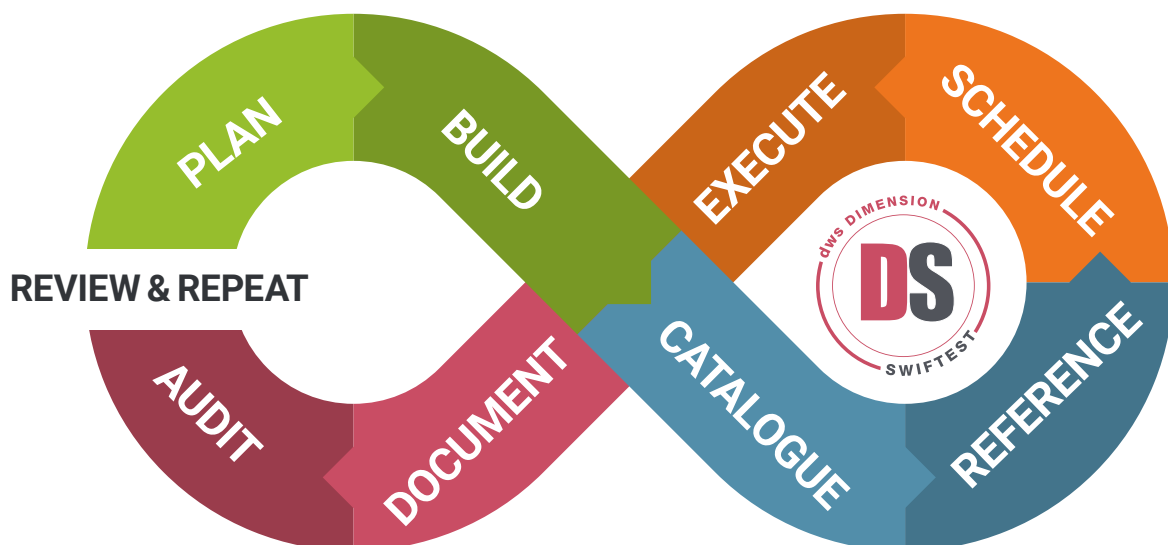 PLAN
BUILD
EXECUTE
SCHEDULE
dws DIMENSION
DS
SWIFTEST
REVIEW & REPEAT
AUDIT
DOCUMENT
CATALOGUE
REFERENCE